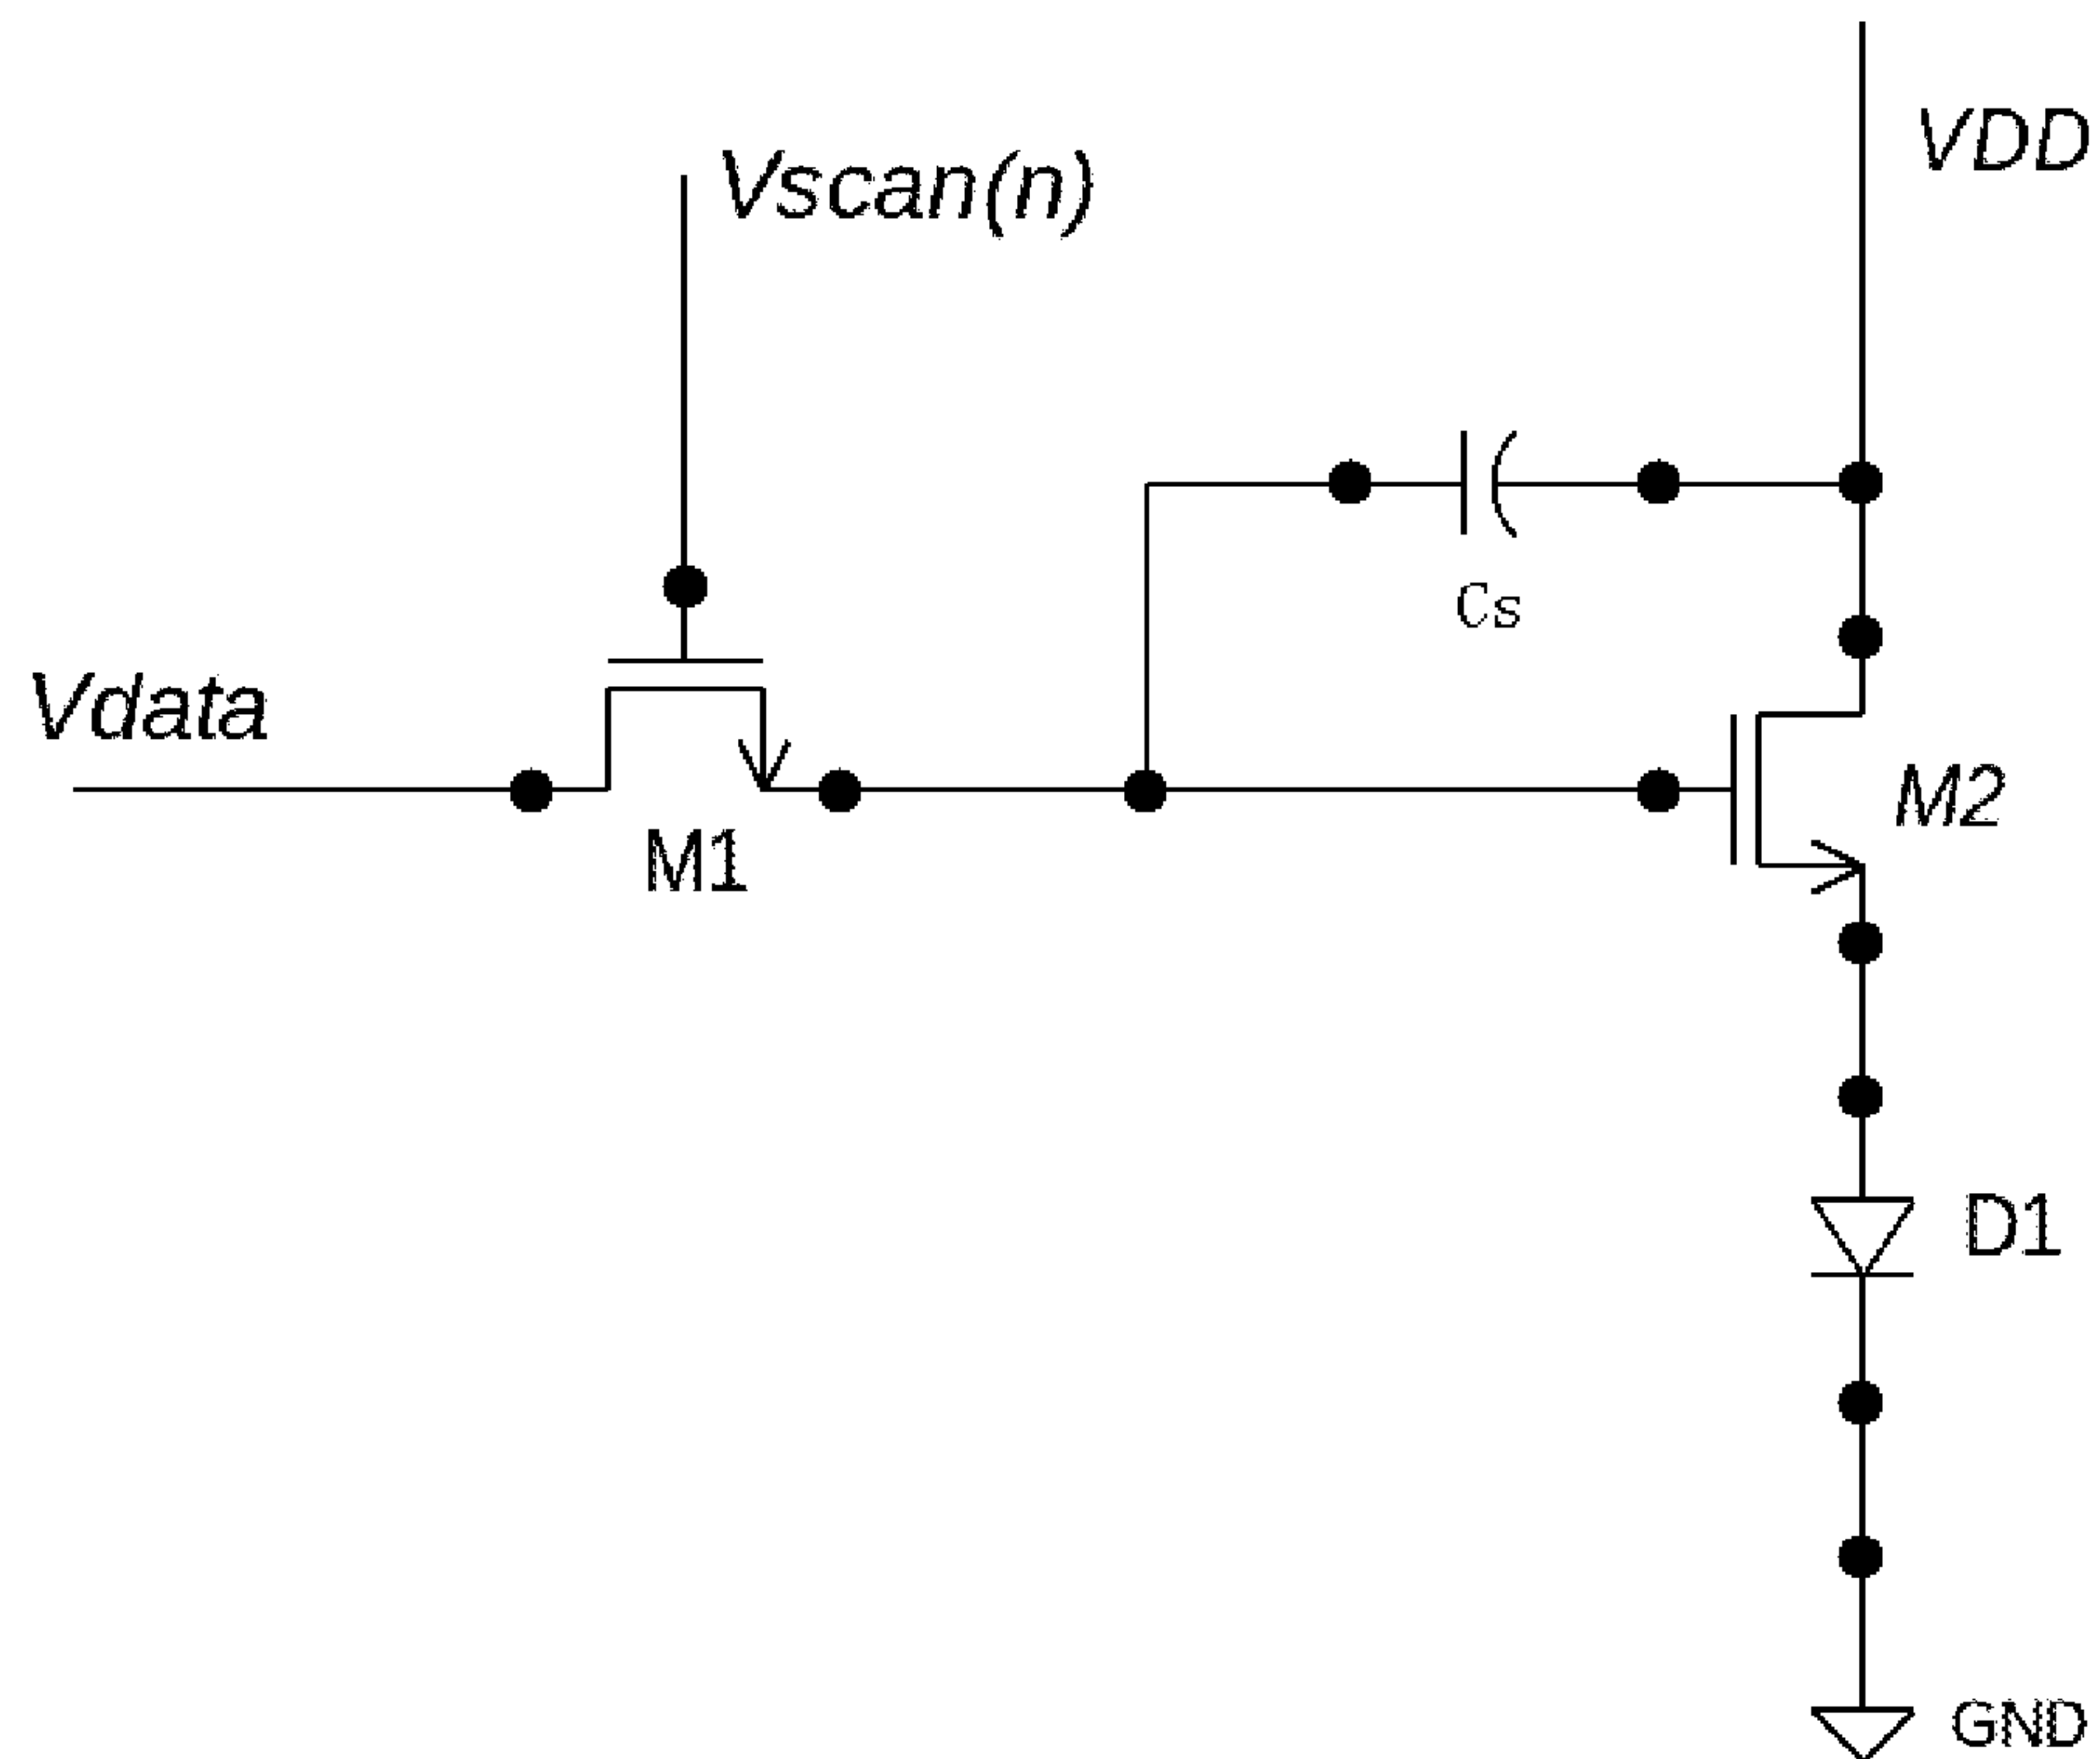 VDD
Vscan(n)
Cs
Vdata
M2
M1
D1
GND